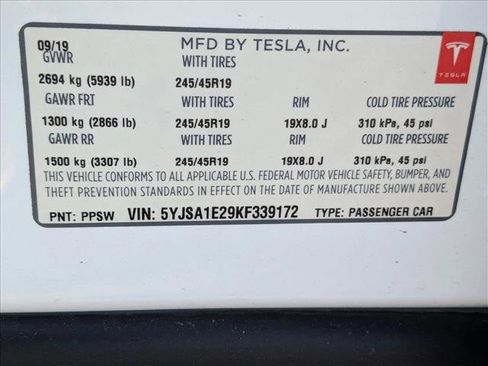 09/19 MFD BY TESLA, INC.
GVWR WITH TIRES
2694 kg (5939 lb) 245/45R19
TESLA
GAWR FRT WITH TIRES RIM COLD TIRE PRESSURE
1300 kg (2866 lb) 245/45R19 19X8.0 J 310 kPa, 45 psi
GAWR RR WITH TIRES RIM COLD TIRE PRESSURE
1500 kg (3307 lb) 245/45R19 19X8.0 J 310 kPa, 45 psi
THIS VEHICLE CONFORMS TO ALL APPLICABLE U.S. FEDERAL MOTOR VEHICLE SAFETY, BUMPER, AND
THEFT PREVENTION STANDARDS IN EFFECT ON THE DATE OF MANUFACTURE SHOWN ABOVE.
PNT: PPSW VIN: 5YJSA1E29KF339172 TYPE: PASSENGER CAR